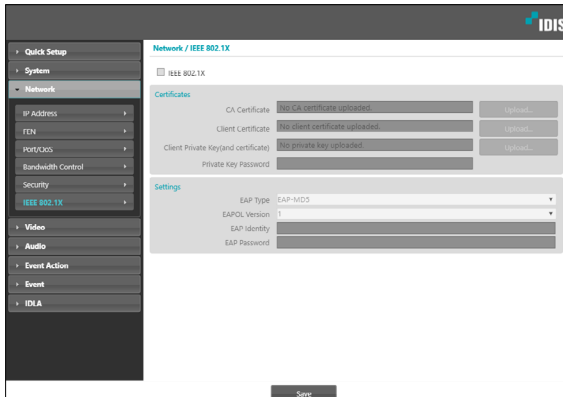 IDIS
Quick Setup
System
Network
IP Address
FEN
Port/QoS
Bandwidth Control
Security
IEEE 802.1X
Video
Audio
Event Action
Event
IDLA
Network / IEEE 802.1X
IEEE 802.1X
Certificates
CA Certificate No CA certificate uploaded. Upload...
Client Certificate No client certificate uploaded. Upload...
Client Private Key(and certificate) No private key uploaded. Upload...
Private Key Password
Settings
EAP Type EAP-MD5
EAPOL Version 1
EAP Identity
EAP Password
Save